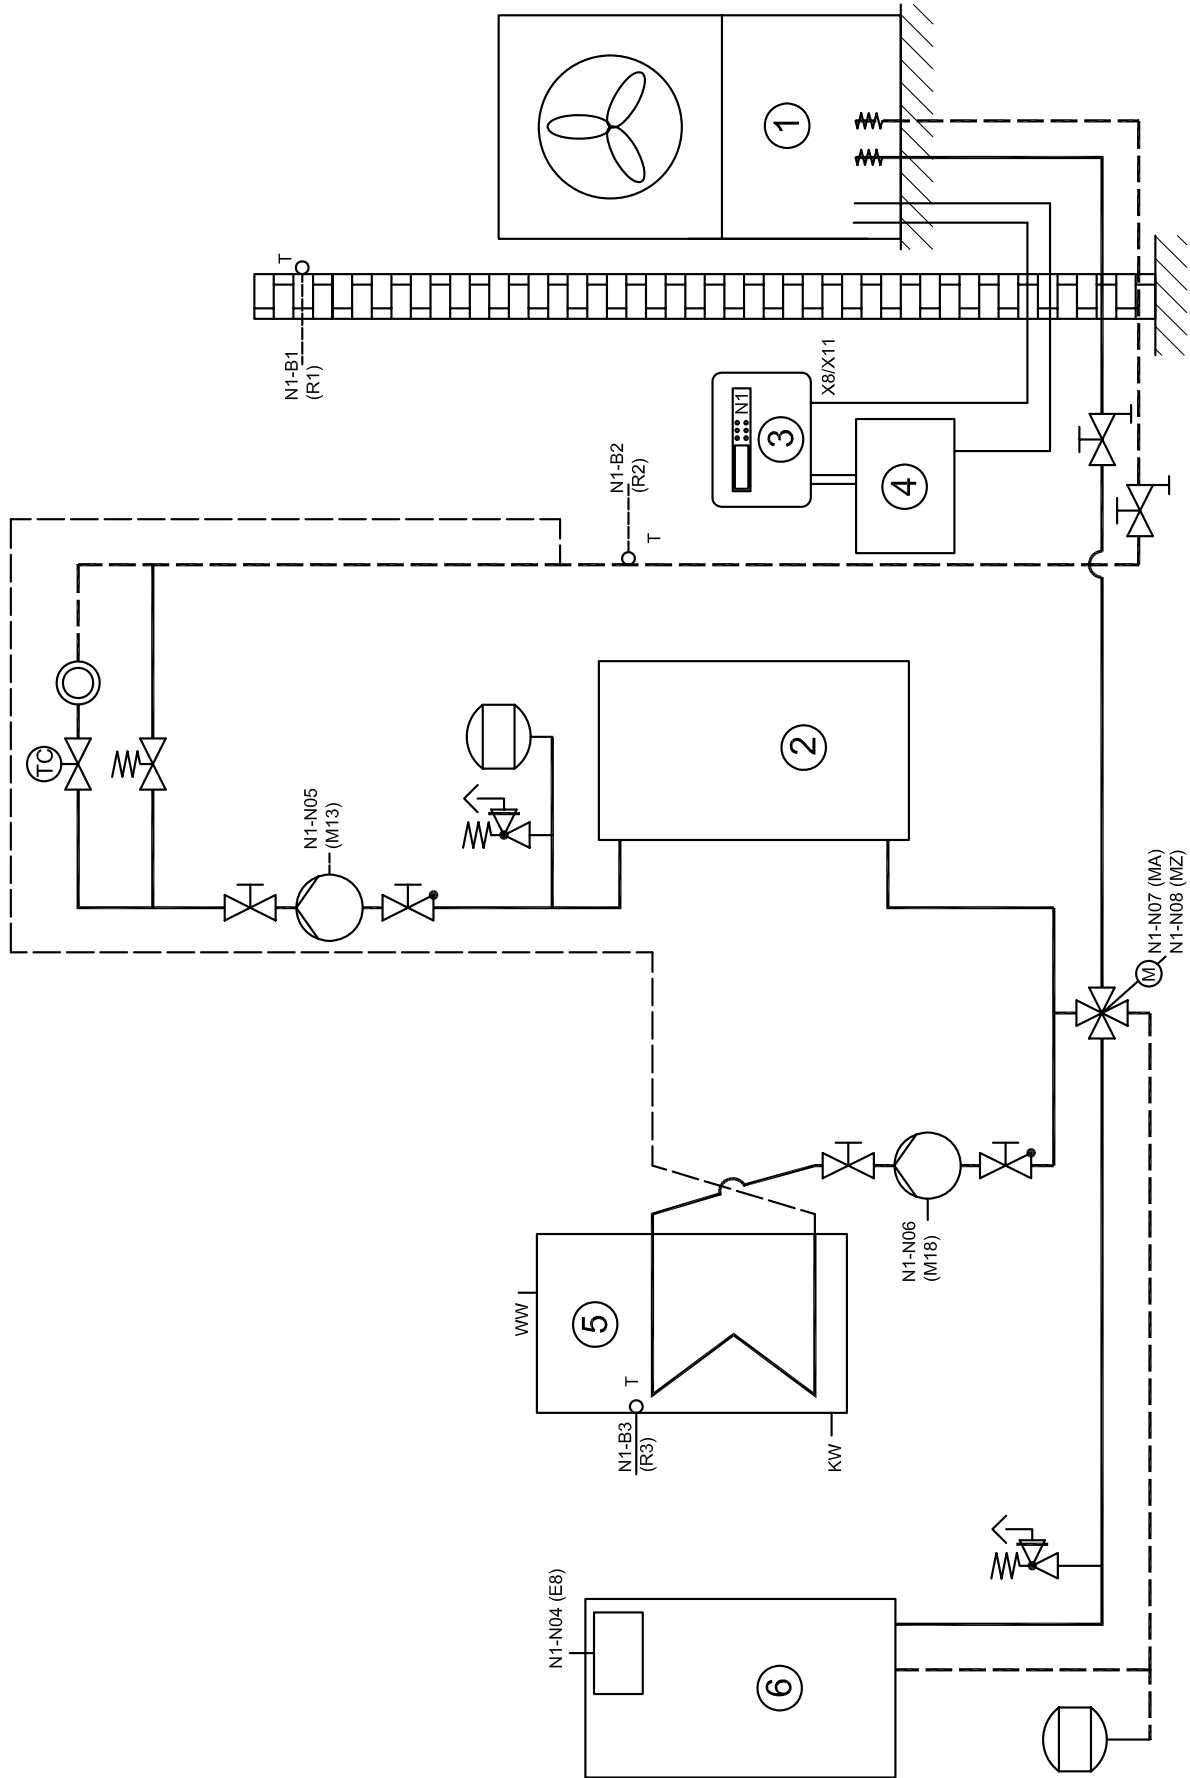 N1-N04 (E8)
6
N1-B3
(R3)
T
KW
WW
5
N1-N06
(M18)
M
N1-N07 (MA)
N1-N08 (MZ)
N1-N05
(M13)
TC
2
N1-B2
(R2)
T
4
3
N1
X8/X11
N1-B1
(R1)
T
1